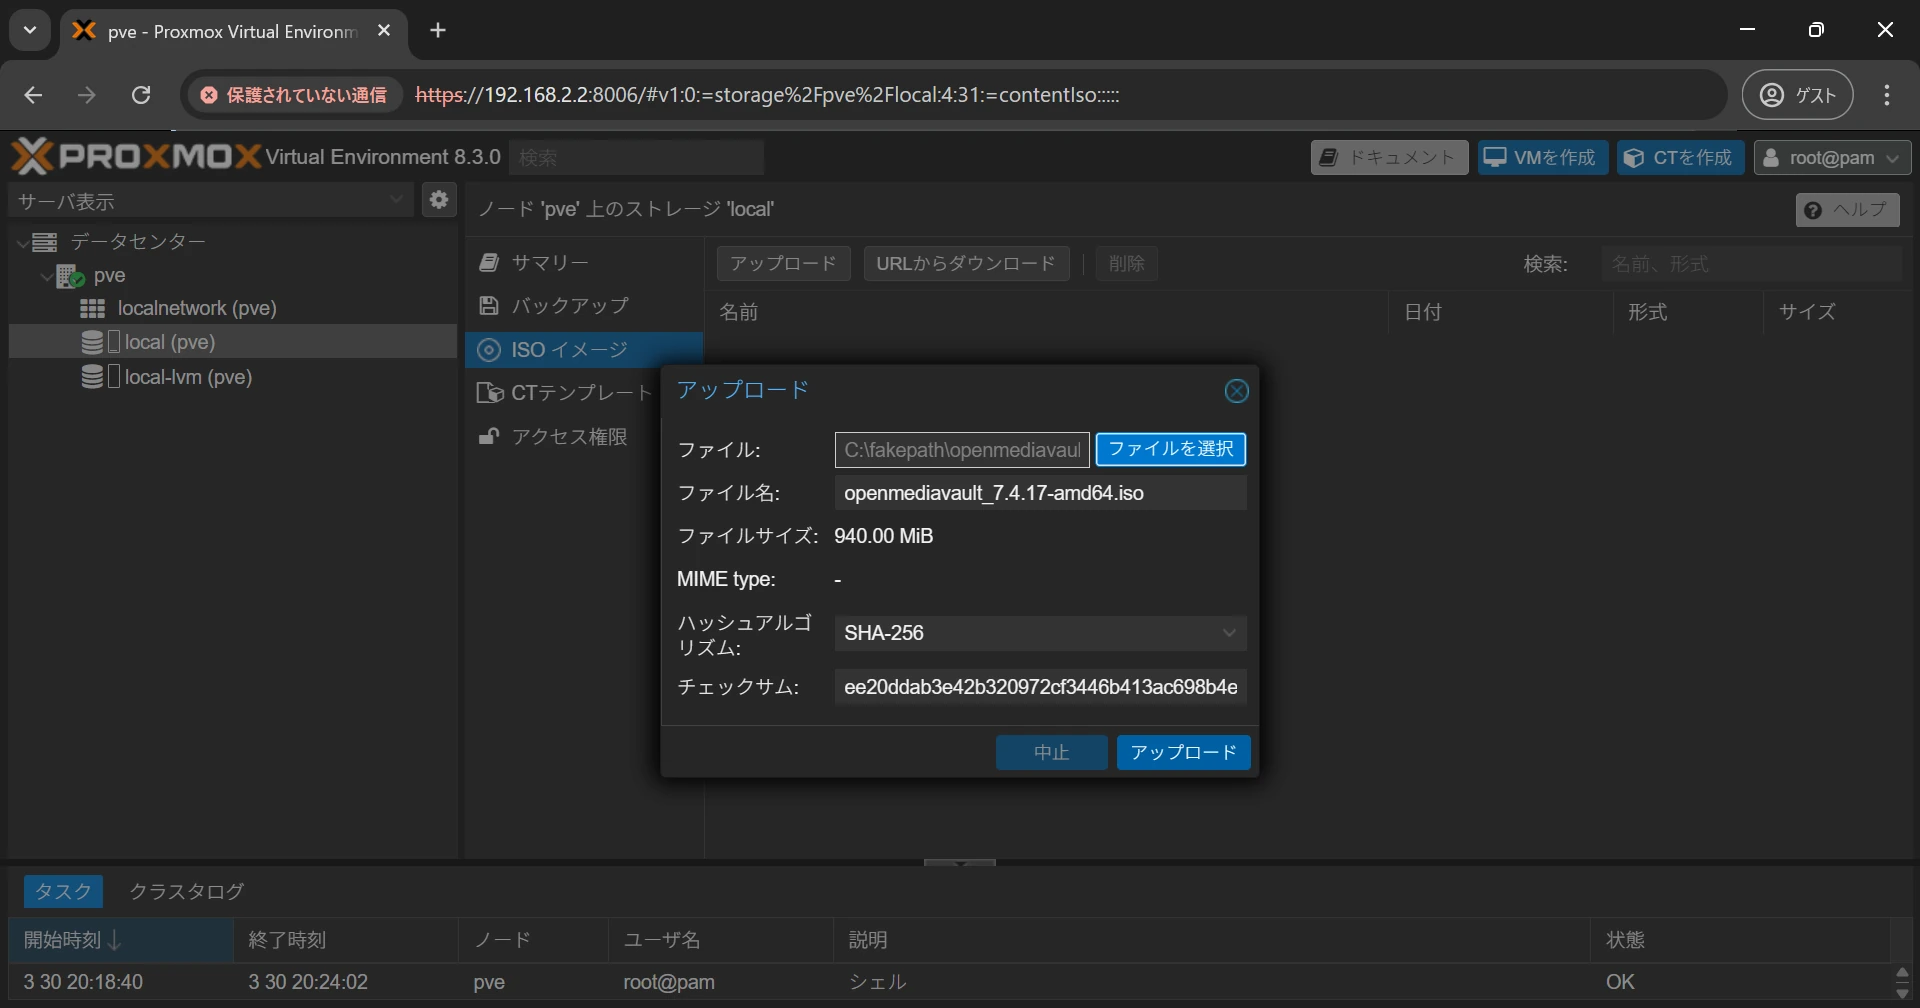 pve - Proxmox Virtual Environm
保護されていない通信
https://192.168.2.2:8006/#v1:0:=storage%2Fpve%2Flocal:4:31:=contentIso:::::
ゲスト
PROXMOX Virtual Environment 8.3.0
検索
ドキュメント
VMを作成
CTを作成
root@pam
サーバ表示
ノード 'pve' 上のストレージ 'local'
ヘルプ
データセンター
pve
localnetwork (pve)
local (pve)
local-lvm (pve)
サマリー
バックアップ
ISO イメージ
CTテンプレート
アクセス権限
アップロード
URLからダウンロード
削除
検索:
名前、形式
名前
日付
形式
サイズ
アップロード
ファイル:
C:\fakepath\openmediavaul
ファイルを選択
ファイル名:
openmediavault_7.4.17-amd64.iso
ファイルサイズ:
940.00 MiB
MIME type:
-
ハッシュアルゴ
リズム:
SHA-256
チェックサム:
ee20ddab3e42b320972cf3446b413ac698b4e
中止
アップロード
タスク
クラスタログ
開始時刻↓
終了時刻
ノード
ユーザ名
説明
状態
3 30 20:18:40
3 30 20:24:02
pve
root@pam
シェル
OK